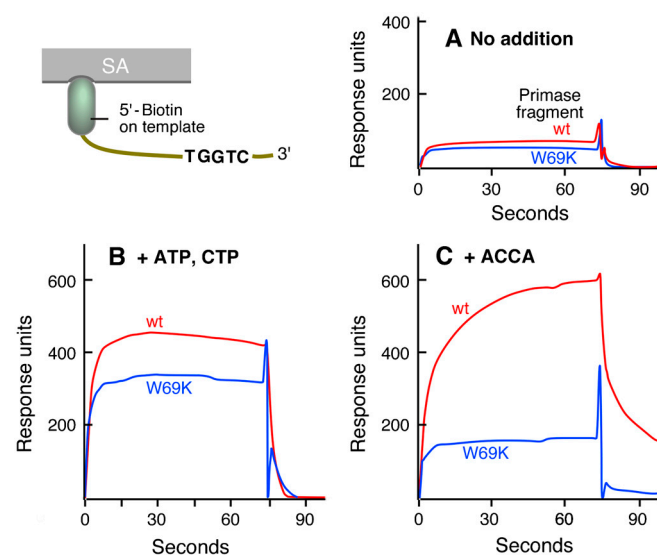 SA
5'-Biotin
on template
TGGTC
3'
A No addition
Response units
400
200
0
30
60
90
Seconds
Primase
fragment
wt
W69K
B + ATP, CTP
Response units
600
400
200
0
30
60
90
Seconds
wt
W69K
C + ACCA
Response units
600
400
200
0
30
60
90
Seconds
wt
W69K